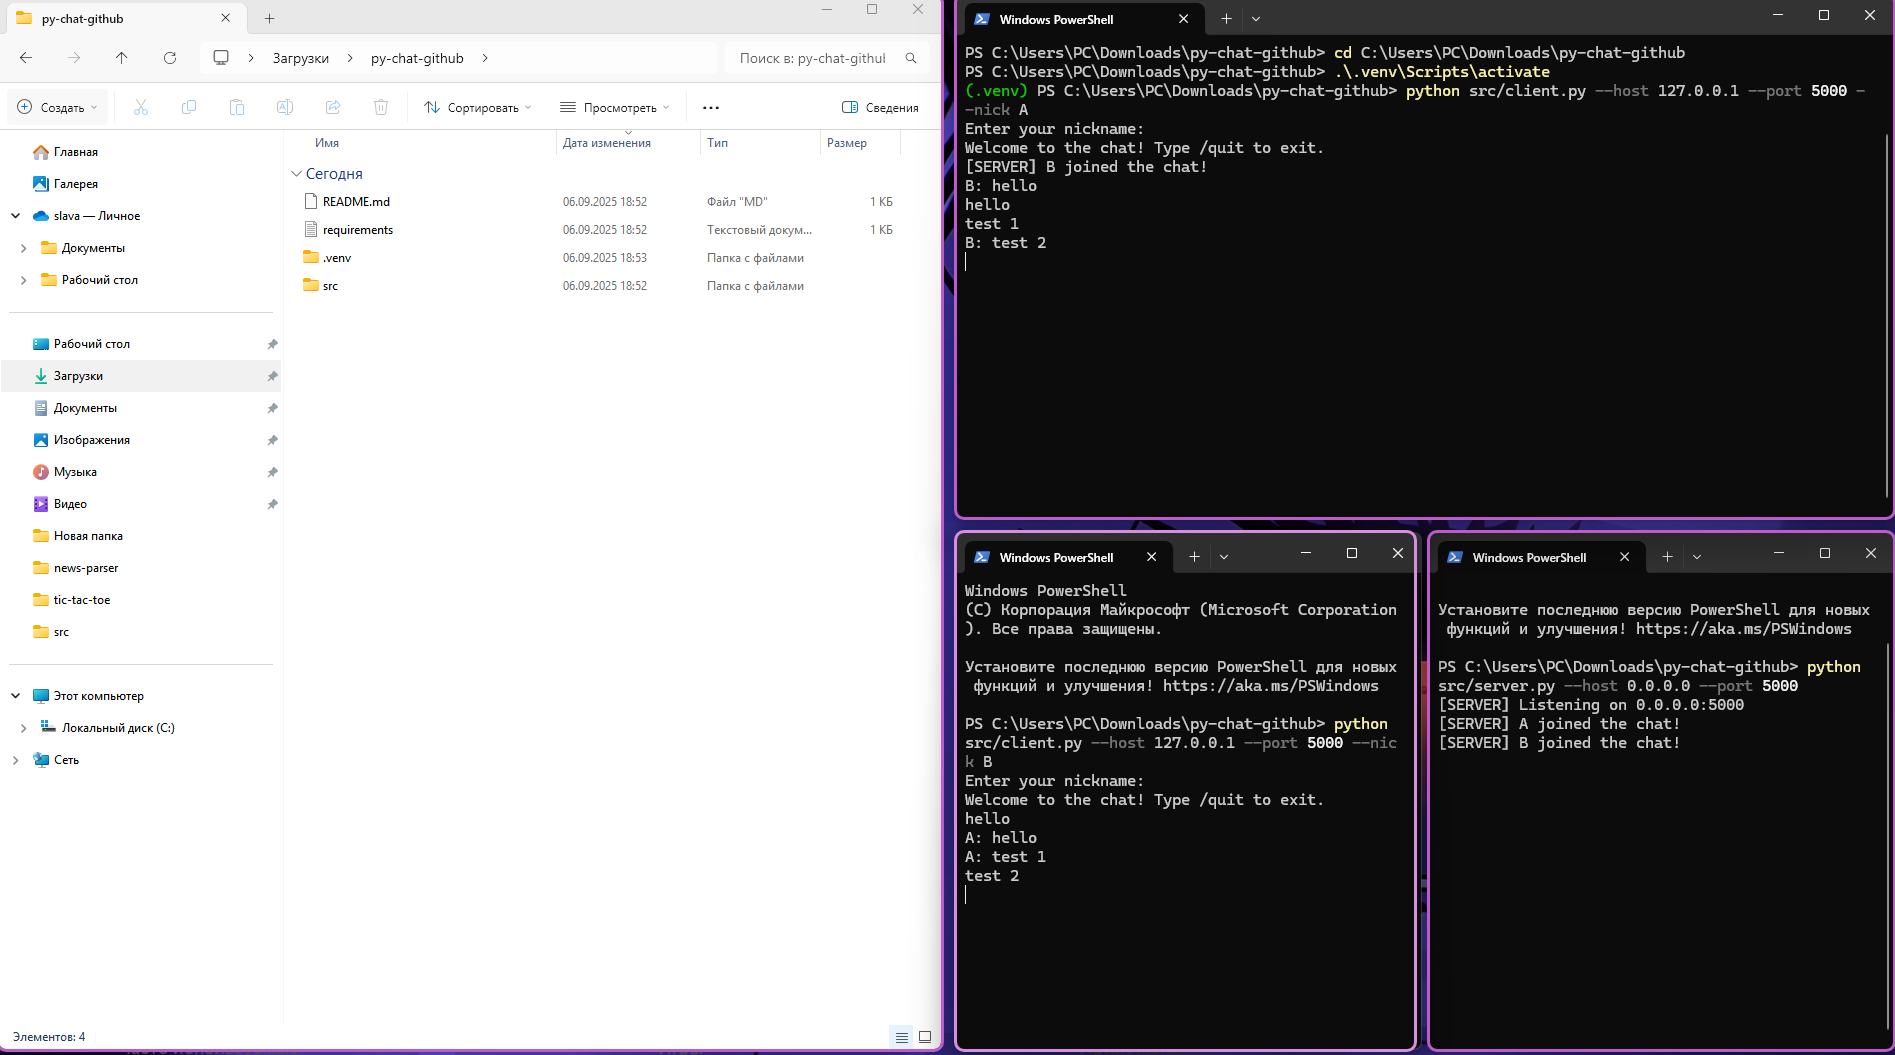 py-chat-github
Загрузки
py-chat-github
Поиск в: py-chat-githul
Создать
Сортировать
Просмотреть
Сведения
Имя
Дата изменения
Тип
Размер
Сегодня
README.md
06.09.2025 18:52
Файл "MD"
1 КБ
requirements
06.09.2025 18:52
Текстовый докум...
1 КБ
.venv
06.09.2025 18:53
Папка с файлами
src
06.09.2025 18:52
Папка с файлами
Главная
Галерея
slava — Личное
Документы
Рабочий стол
Рабочий стол
Загрузки
Документы
Изображения
Музыка
Видео
Новая папка
news-parser
tic-tac-toe
src
Этот компьютер
Локальный диск (C:)
Сеть
Элементов: 4
Windows PowerShell
PS C:\Users\PC\Downloads\py-chat-github> cd C:\Users\PC\Downloads\py-chat-github
PS C:\Users\PC\Downloads\py-chat-github> .\.venv\Scripts\activate
(.venv) PS C:\Users\PC\Downloads\py-chat-github> python src/client.py --host 127.0.0.1 --port 5000 -
-nick A
Enter your nickname:
Welcome to the chat! Type /quit to exit.
[SERVER] B joined the chat!
B: hello
hello
test 1
B: test 2
Windows PowerShell
Windows PowerShell
(C) Корпорация Майкрософт (Microsoft Corporation
). Все права защищены.
Установите последнюю версию PowerShell для новых
функций и улучшения! https://aka.ms/PSWindows
PS C:\Users\PC\Downloads\py-chat-github> python
src/client.py --host 127.0.0.1 --port 5000 --nic
k B
Enter your nickname:
Welcome to the chat! Type /quit to exit.
hello
A: hello
A: test 1
test 2
Windows PowerShell
Установите последнюю версию PowerShell для новых
функций и улучшения! https://aka.ms/PSWindows
PS C:\Users\PC\Downloads\py-chat-github> python
src/server.py --host 0.0.0.0 --port 5000
[SERVER] Listening on 0.0.0.0:5000
[SERVER] A joined the chat!
[SERVER] B joined the chat!